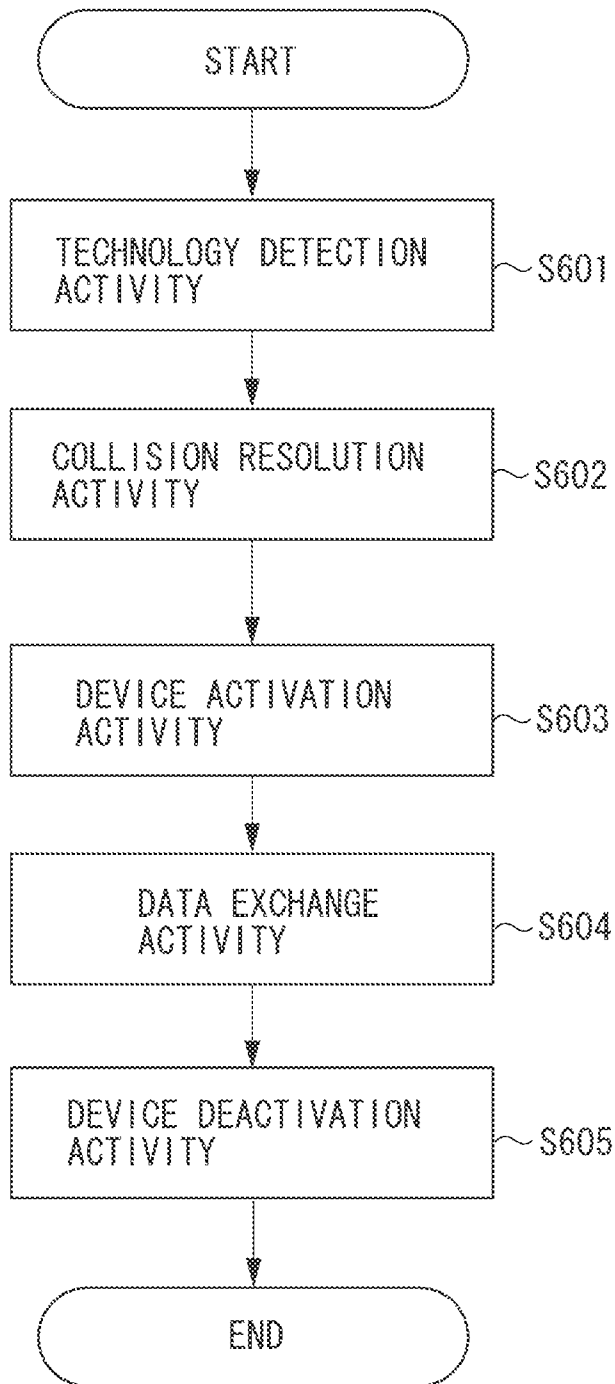 START
TECHNOLOGY DETECTION
ACTIVITY
S601
COLLISION RESOLUTION
ACTIVITY
S602
DEVICE ACTIVATION
ACTIVITY
S603
DATA EXCHANGE
ACTIVITY
S604
DEVICE DEACTIVATION
ACTIVITY
S605
END